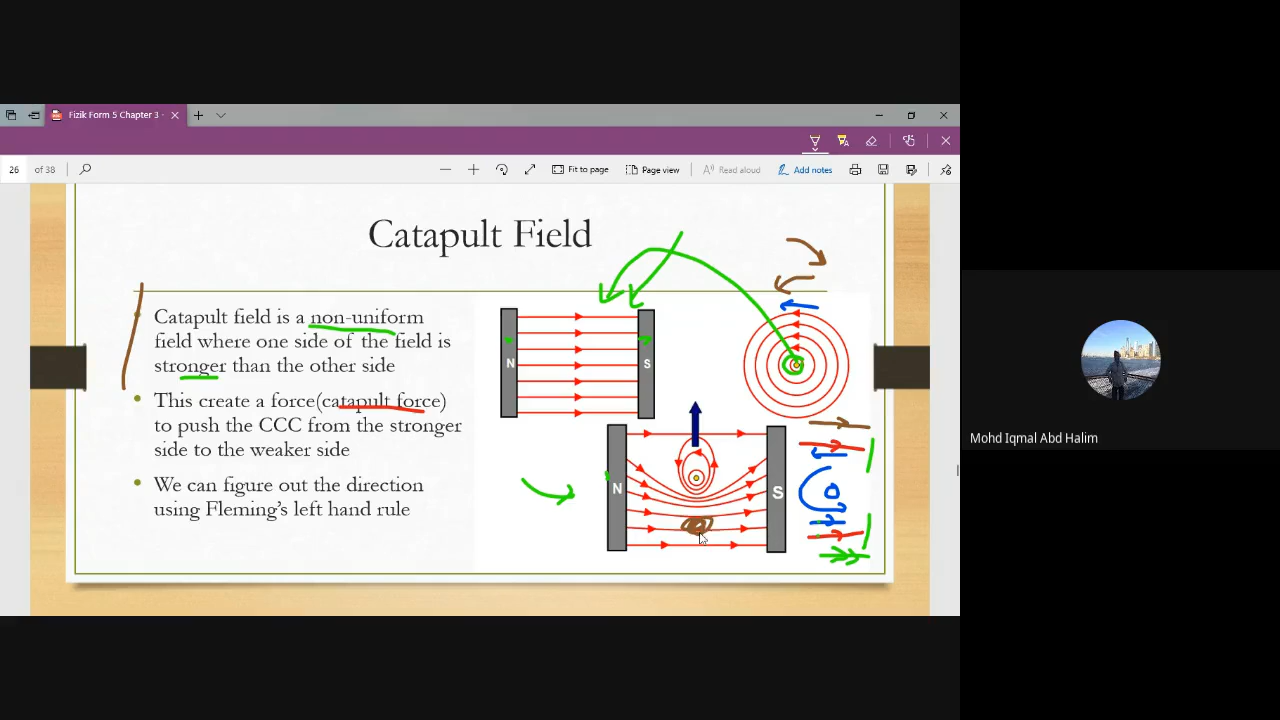 Fizik Form 5 Chapter 3 -
26 of 38
Fit to page
Page view
Read aloud
Add notes
Catapult Field
• Catapult field is a non-uniform
field where one side of the field is
stronger than the other side
• This create a force(catapult force)
to push the CCC from the stronger
side to the weaker side
• We can figure out the direction
using Fleming's left hand rule
N
S
N
S
Mohd Iqmal Abd Halim